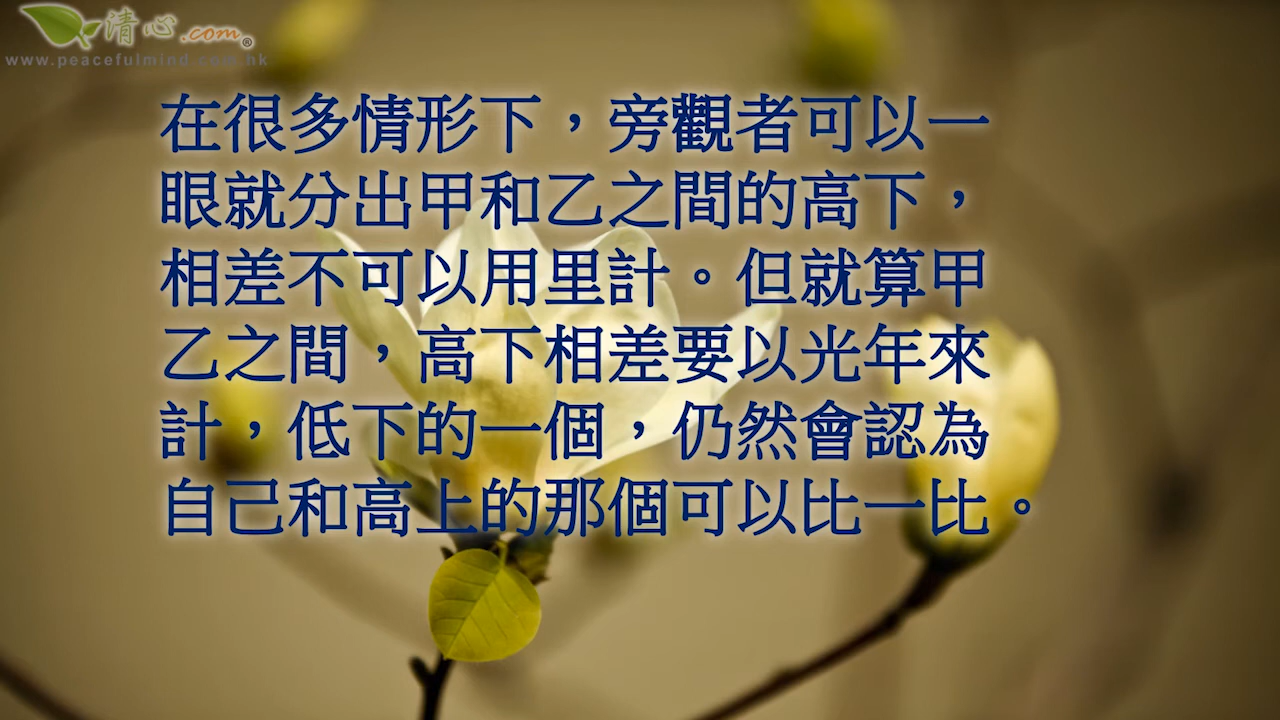 清心.com®
www.peacefulmind.com.hk
在很多情形下，旁觀者可以一
眼就分出甲和乙之間的高下，
相差不可以用里計。但就算甲
乙之間，高下相差要以光年來
計，低下的一個，仍然會認為
自己和高上的那個可以比一比。